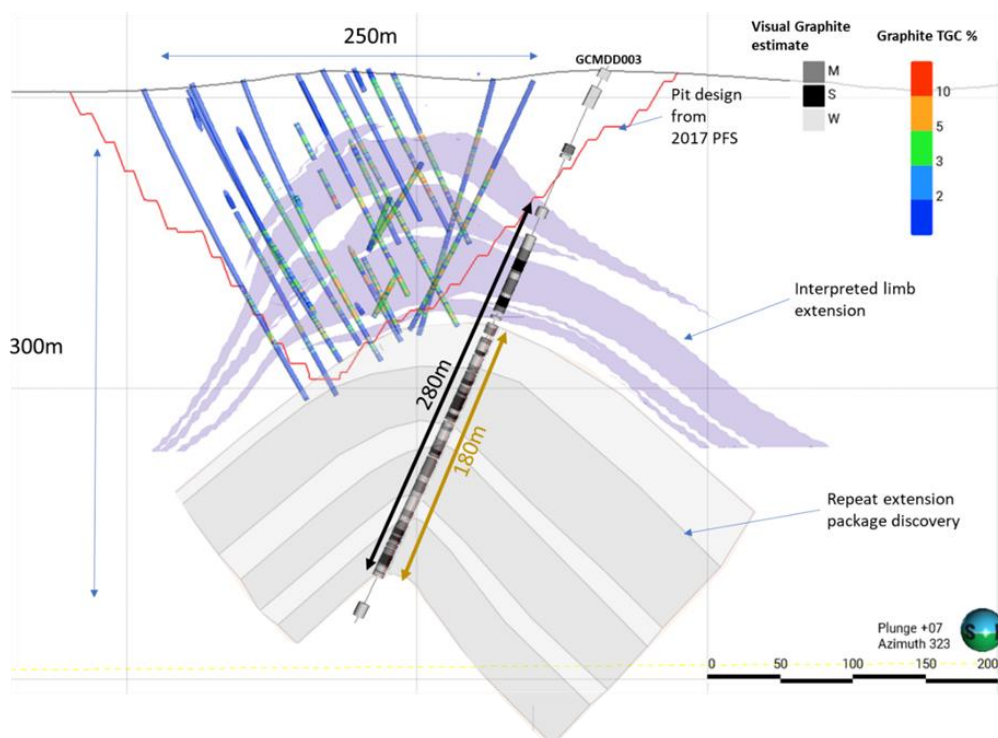 250m
GCMDD003
Visual Graphite
estimate
M
S
W
Graphite TGC %
10
5
3
2
Pit design
from
2017 PFS
300m
Interpreted limb
extension
280m
180m
Repeat extension
package discovery
Plunge +07
Azimuth 323
S
0 50 100 150 200